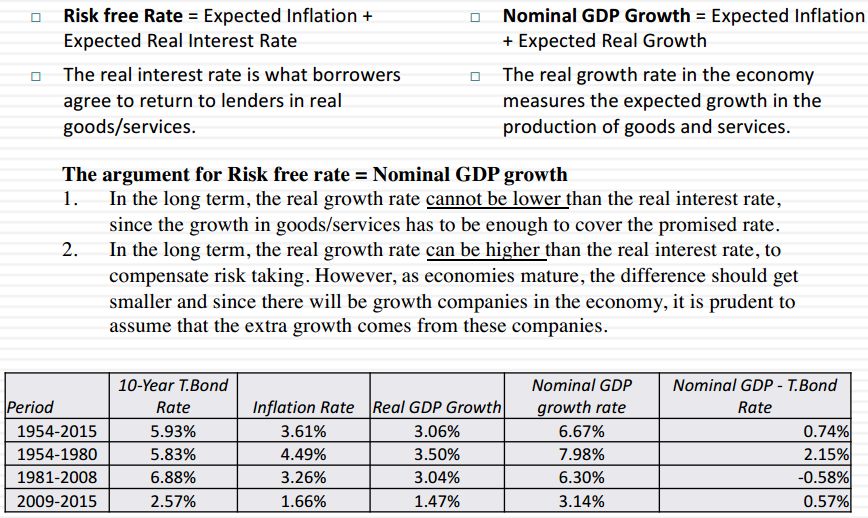 Risk free Rate = Expected Inflation +
Expected Real Interest Rate
The real interest rate is what borrowers
agree to return to lenders in real
goods/services.
Nominal GDP Growth = Expected Inflation
+ Expected Real Growth
The real growth rate in the economy
measures the expected growth in the
production of goods and services.
The argument for Risk free rate = Nominal GDP growth
1. In the long term, the real growth rate cannot be lower than the real interest rate,
since the growth in goods/services has to be enough to cover the promised rate.
2. In the long term, the real growth rate can be higher than the real interest rate, to
compensate risk taking. However, as economies mature, the difference should get
smaller and since there will be growth companies in the economy, it is prudent to
assume that the extra growth comes from these companies.
Period 10-Year T.Bond Rate Inflation Rate Real GDP Growth Nominal GDP growth rate Nominal GDP - T.Bond Rate
1954-2015 5.93% 3.61% 3.06% 6.67% 0.74%
1954-1980 5.83% 4.49% 3.50% 7.98% 2.15%
1981-2008 6.88% 3.26% 3.04% 6.30% -0.58%
2009-2015 2.57% 1.66% 1.47% 3.14% 0.57%